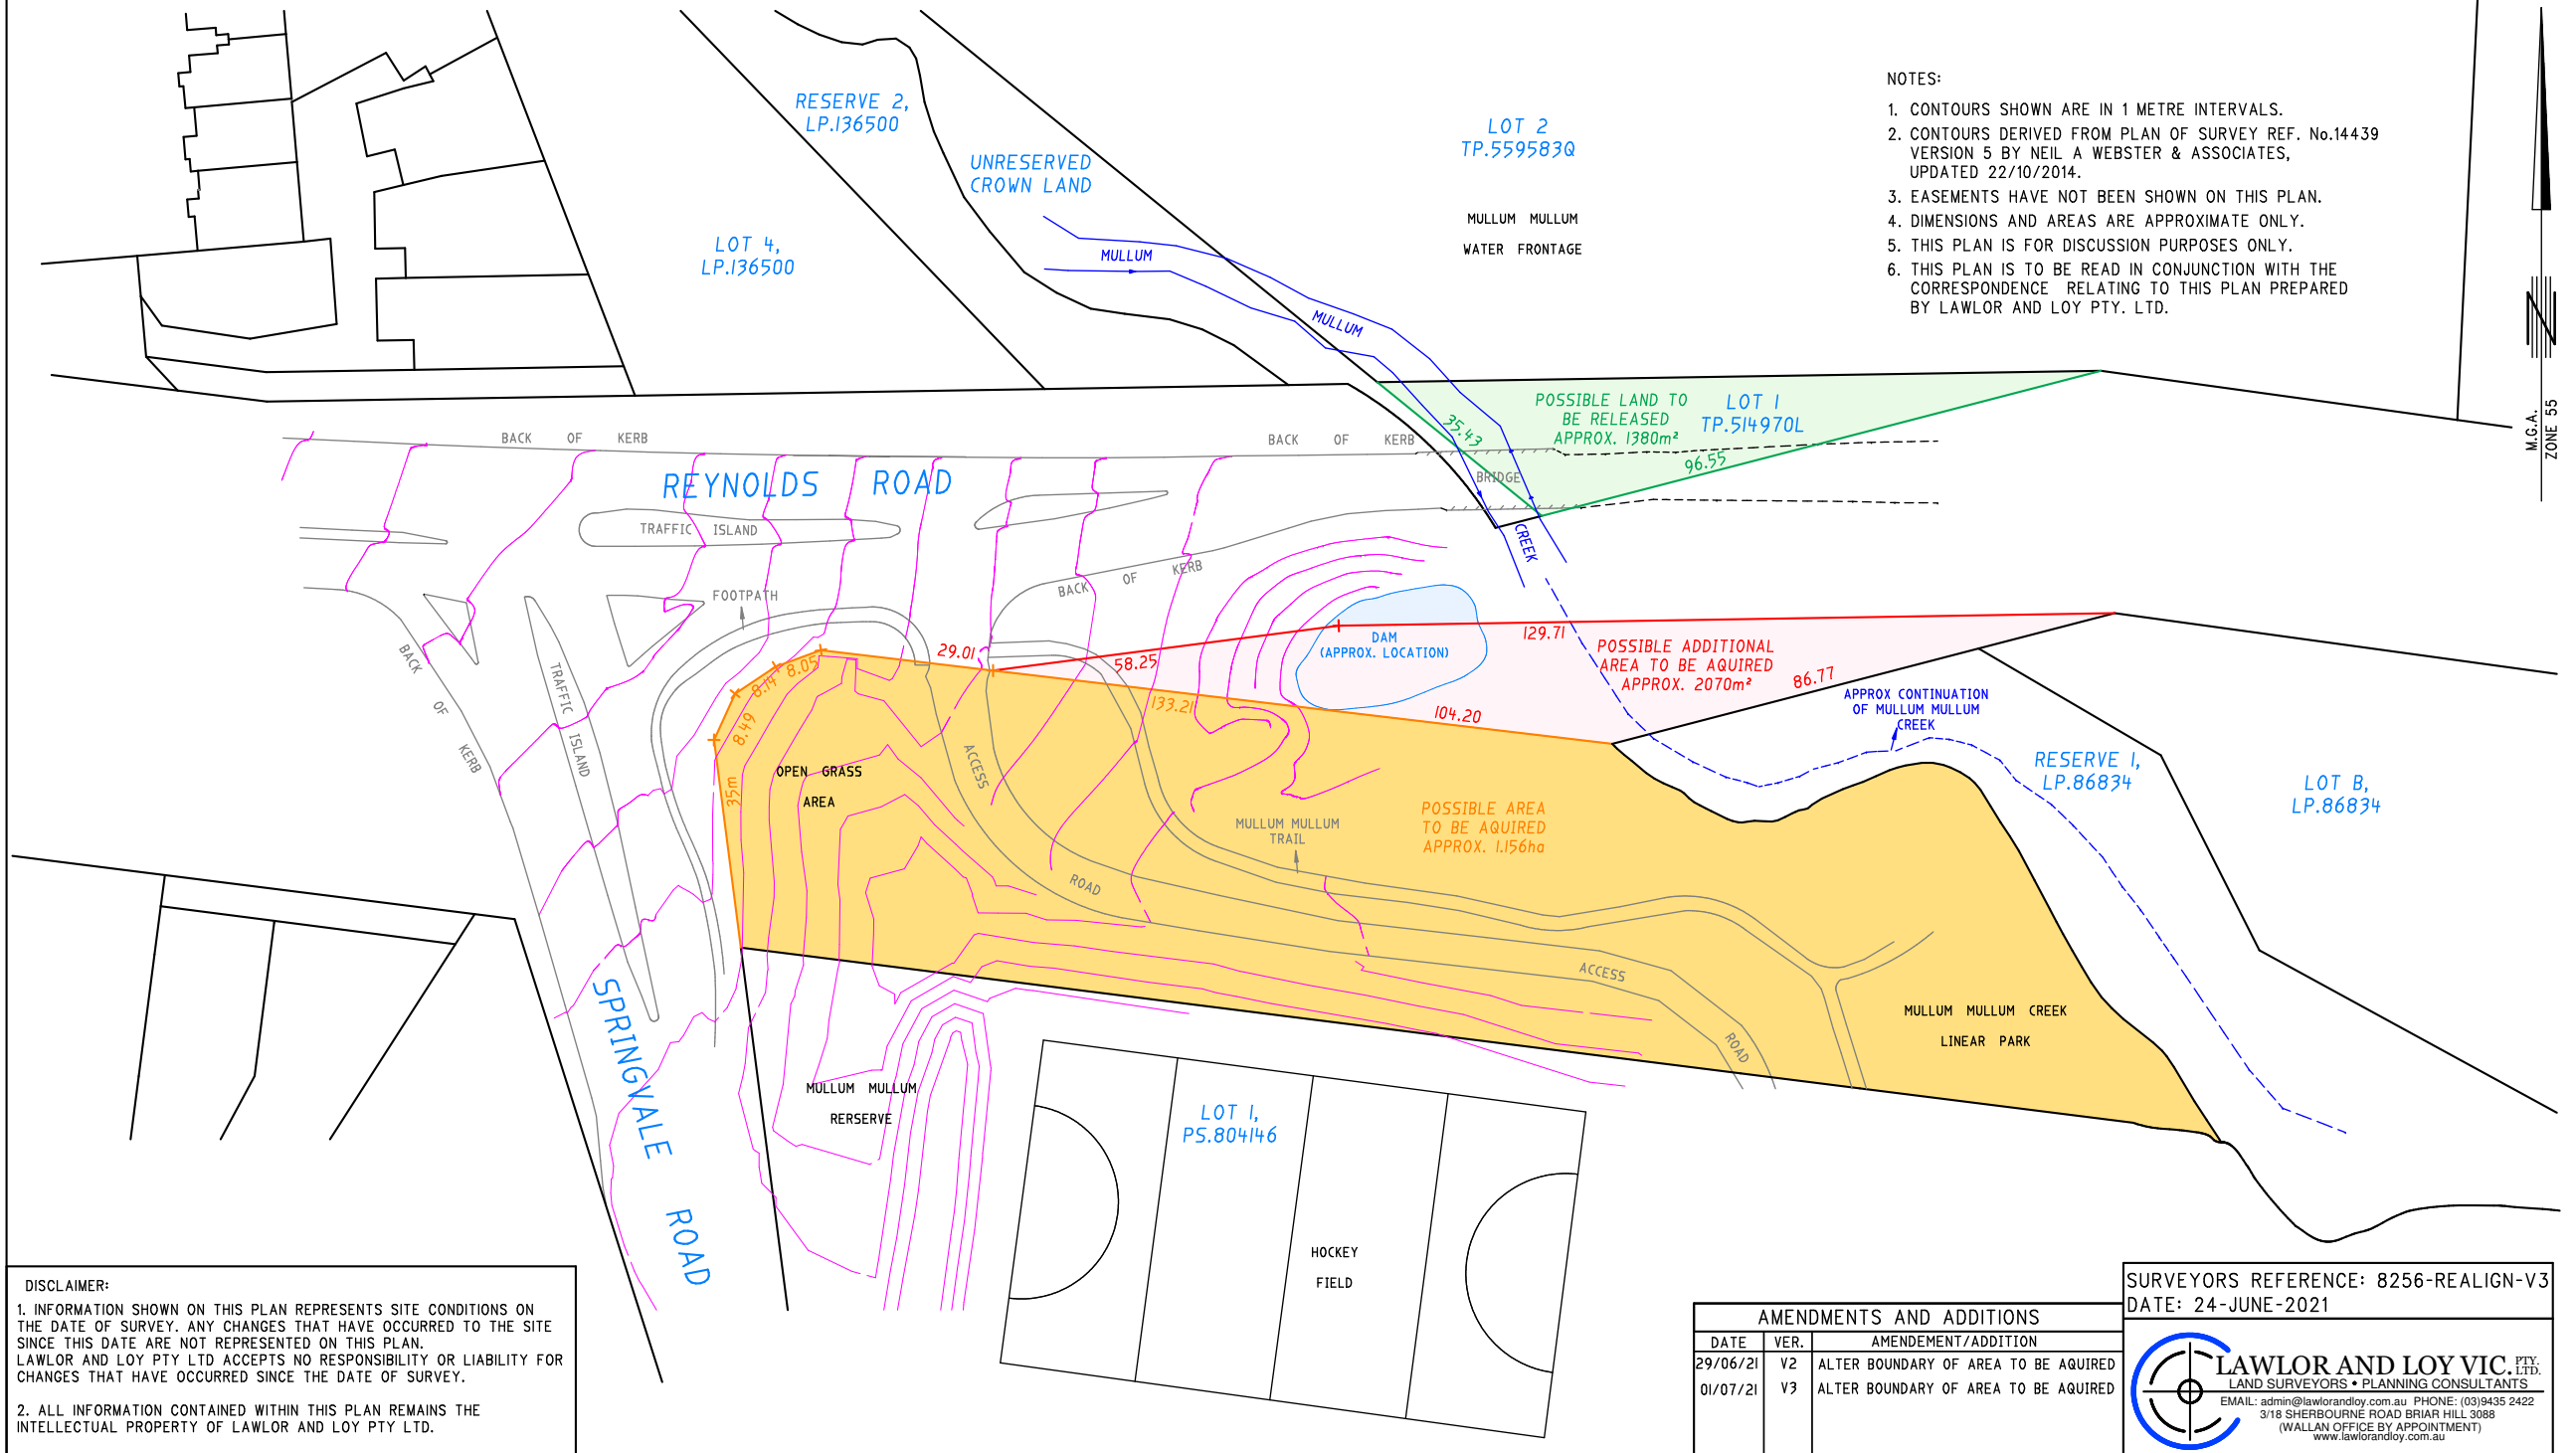 RESERVE 2,
LP.136500
UNRESERVED
CROWN LAND
LOT 4,
LP.136500
LOT 2
TP.559583Q
MULLUM MULLUM
WATER FRONTAGE
NOTES:
1. CONTOURS SHOWN ARE IN 1 METRE INTERVALS.
2. CONTOURS DERIVED FROM PLAN OF SURVEY REF. No.14439
VERSION 5 BY NEIL A WEBSTER & ASSOCIATES,
UPDATED 22/10/2014.
3. EASEMENTS HAVE NOT BEEN SHOWN ON THIS PLAN.
4. DIMENSIONS AND AREAS ARE APPROXIMATE ONLY.
5. THIS PLAN IS FOR DISCUSSION PURPOSES ONLY.
6. THIS PLAN IS TO BE READ IN CONJUNCTION WITH THE
CORRESPONDENCE RELATING TO THIS PLAN PREPARED
BY LAWLOR AND LOY PTY. LTD.
N
M.G.A.
ZONE 55
MULLUM
MULLUM
CREEK
POSSIBLE LAND TO
BE RELEASED
APPROX. 1380m²
LOT 1
TP.514970L
35.43
96.55
BRIDGE
BACK OF KERB
BACK OF KERB
REYNOLDS ROAD
TRAFFIC ISLAND
BACK OF KERB
FOOTPATH
BACK OF KERB
TRAFFIC ISLAND
29.01
8.05
8.14
8.49
35m
58.25
129.71
133.21
104.20
86.77
DAM
(APPROX. LOCATION)
POSSIBLE ADDITIONAL
AREA TO BE AQUIRED
APPROX. 2070m²
APPROX CONTINUATION
OF MULLUM MULLUM
CREEK
RESERVE 1,
LP.86834
LOT B,
LP.86834
OPEN GRASS
AREA
ACCESS
ROAD
MULLUM MULLUM
TRAIL
POSSIBLE AREA
TO BE AQUIRED
APPROX. 1.156ha
ACCESS
ROAD
MULLUM MULLUM CREEK
LINEAR PARK
SPRINGVALE ROAD
MULLUM MULLUM
RERSERVE
LOT 1,
PS.804146
HOCKEY
FIELD
DISCLAIMER:
1. INFORMATION SHOWN ON THIS PLAN REPRESENTS SITE CONDITIONS ON
THE DATE OF SURVEY. ANY CHANGES THAT HAVE OCCURRED TO THE SITE
SINCE THIS DATE ARE NOT REPRESENTED ON THIS PLAN.
LAWLOR AND LOY PTY LTD ACCEPTS NO RESPONSIBILITY OR LIABILITY FOR
CHANGES THAT HAVE OCCURRED SINCE THE DATE OF SURVEY.
2. ALL INFORMATION CONTAINED WITHIN THIS PLAN REMAINS THE
INTELLECTUAL PROPERTY OF LAWLOR AND LOY PTY LTD.
AMENDMENTS AND ADDITIONS
DATE VER. AMENDEMENT/ADDITION
29/06/21 V2 ALTER BOUNDARY OF AREA TO BE AQUIRED
01/07/21 V3 ALTER BOUNDARY OF AREA TO BE AQUIRED
SURVEYORS REFERENCE: 8256-REALIGN-V3
DATE: 24-JUNE-2021
LAWLOR AND LOY VIC. PTY. LTD.
LAND SURVEYORS • PLANNING CONSULTANTS
EMAIL: admin@lawlorandloy.com.au PHONE: (03)9435 2422
3/18 SHERBOURNE ROAD BRIAR HILL 3088
(WALLAN OFFICE BY APPOINTMENT)
www.lawlorandloy.com.au